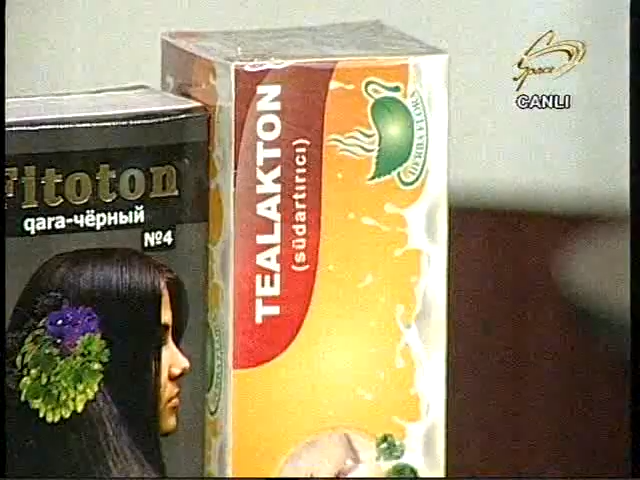 Space
CANLI
Fitoton
qara-чёрный
№4
TEALAKTON
(südartırıcı)